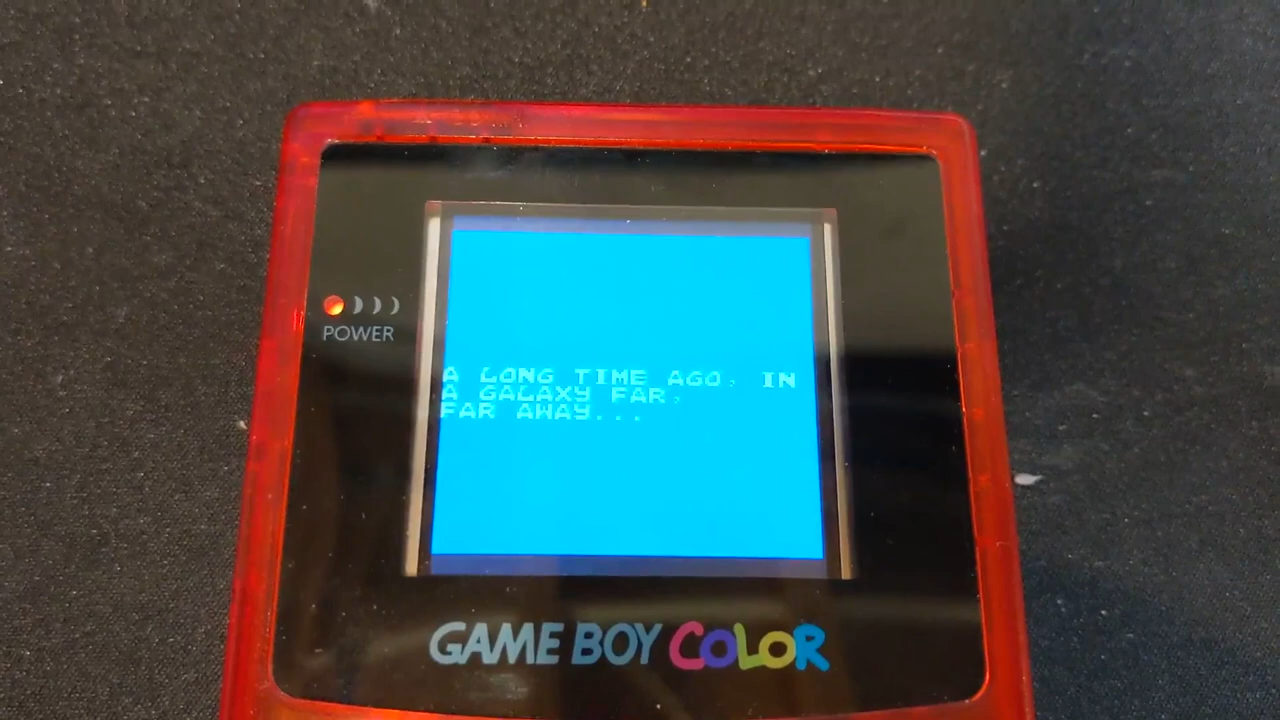 A LONG TIME AGO, IN
A GALAXY FAR,
FAR AWAY...
POWER
GAME BOY COLOR